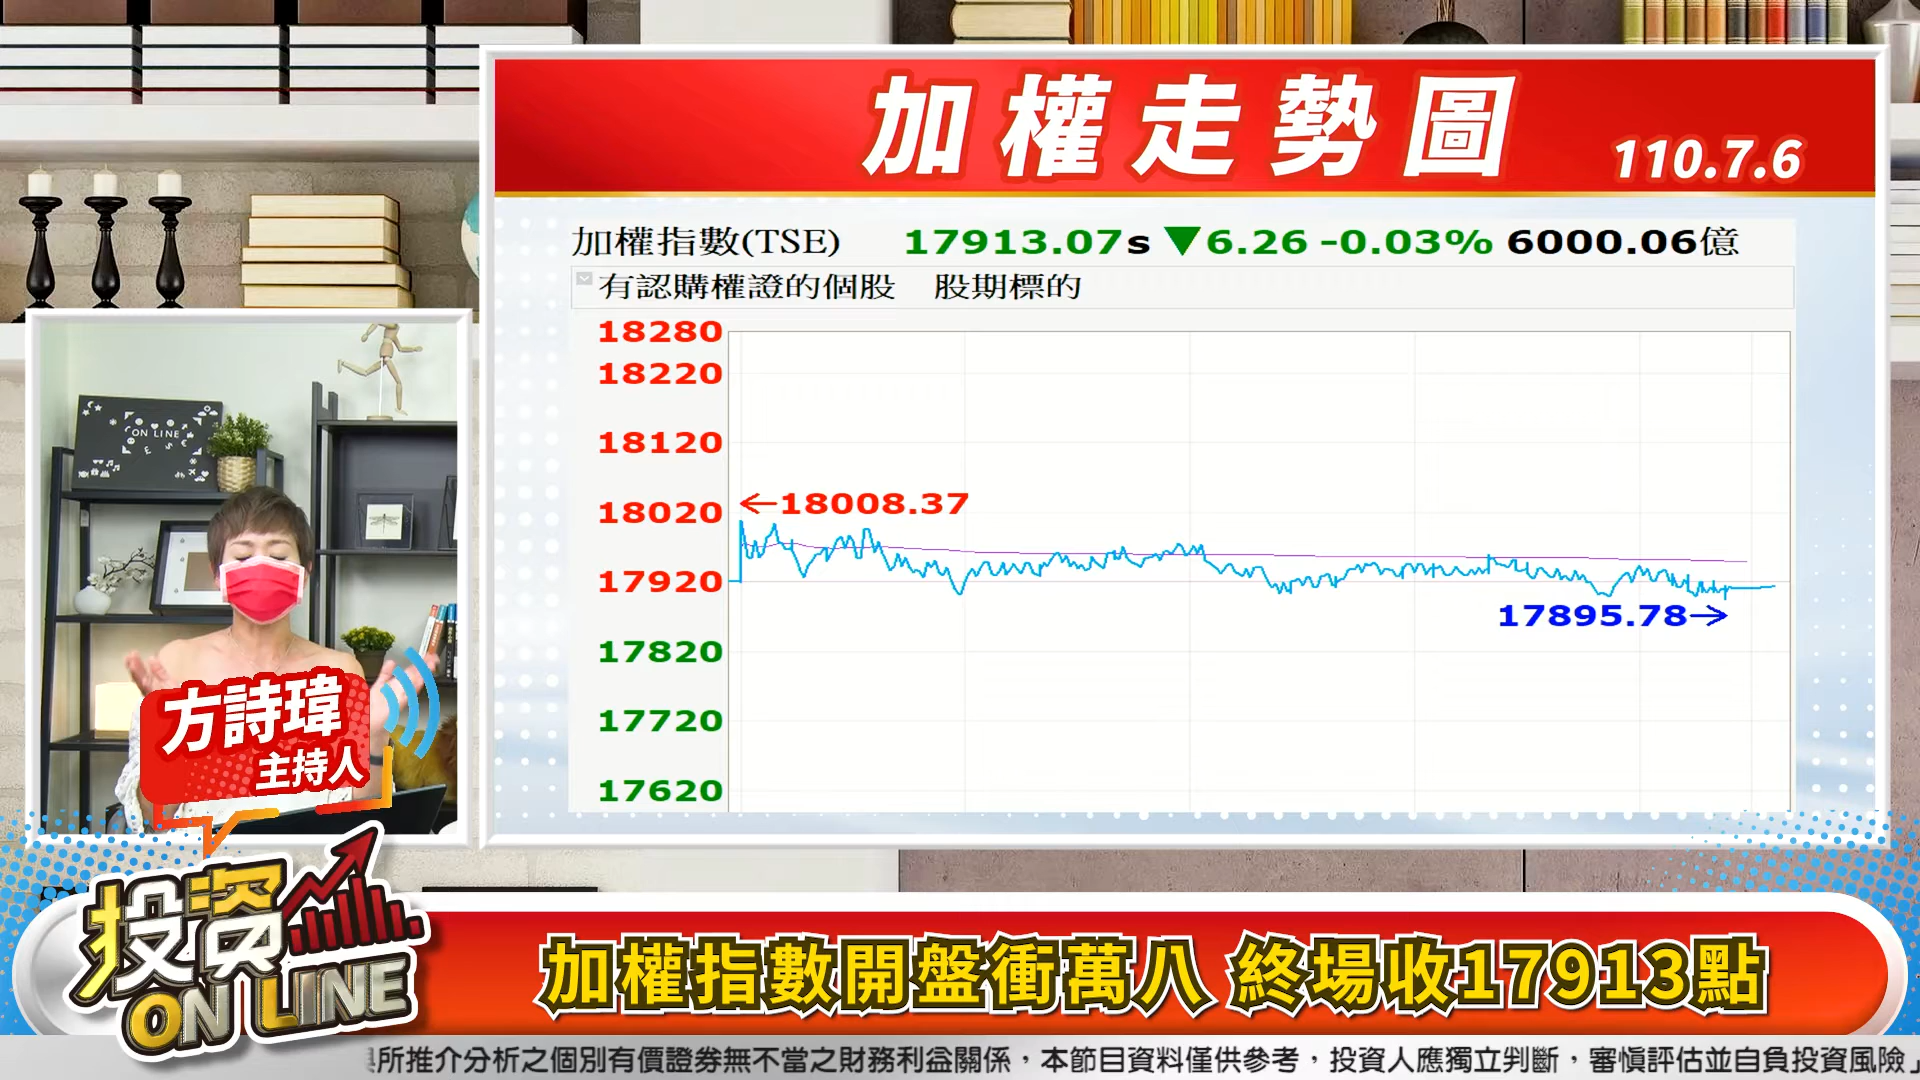 加權走勢圖
110.7.6
加權指數(TSE) 17913.07s ▼6.26 -0.03% 6000.06億
有認購權證的個股 股期標的
18280
18220
18120
18020
17920
17820
17720
17620
←18008.37
17895.78→
ON LINE
方詩瑋
主持人
投資
ON LINE
加權指數開盤衝萬八 終場收17913點
所推介分析之個別有價證券無不當之財務利益關係，本節目資料僅供參考，投資人應獨立判斷，審慎評估並自負投資風險」